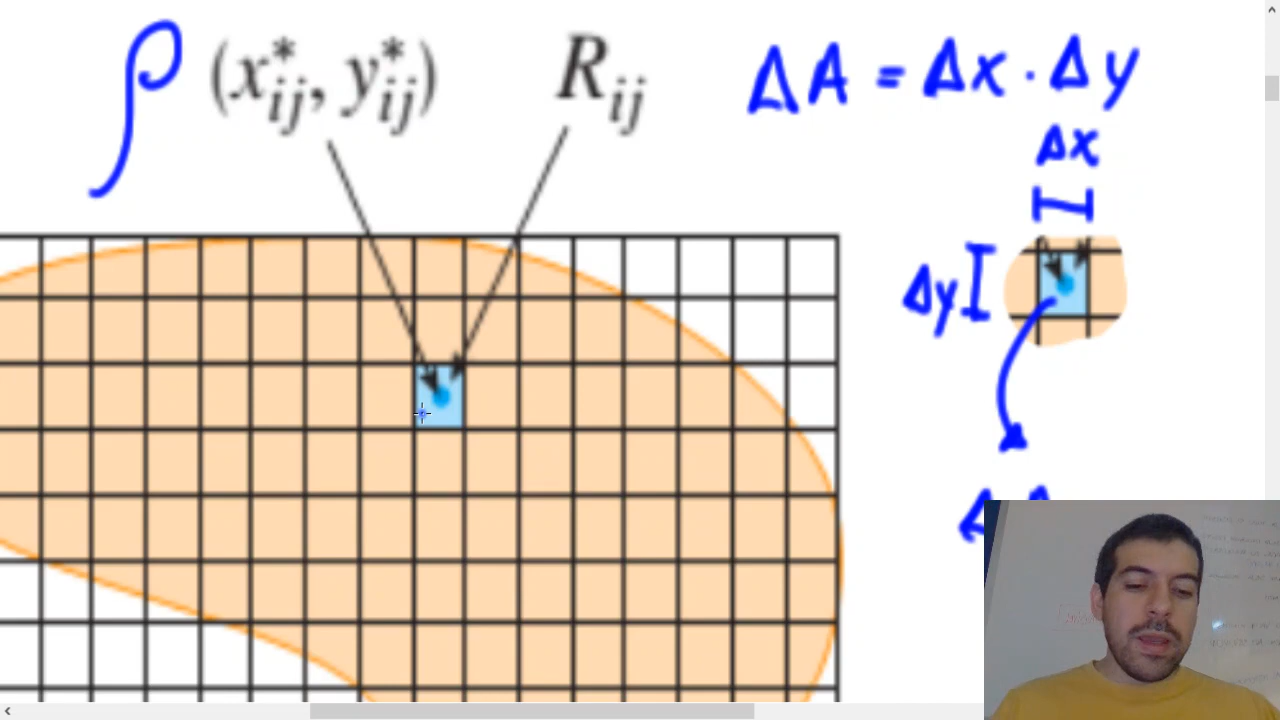 ρ (x*ij, y*ij) Rij ΔA = Δx · Δy
Δx
Δy